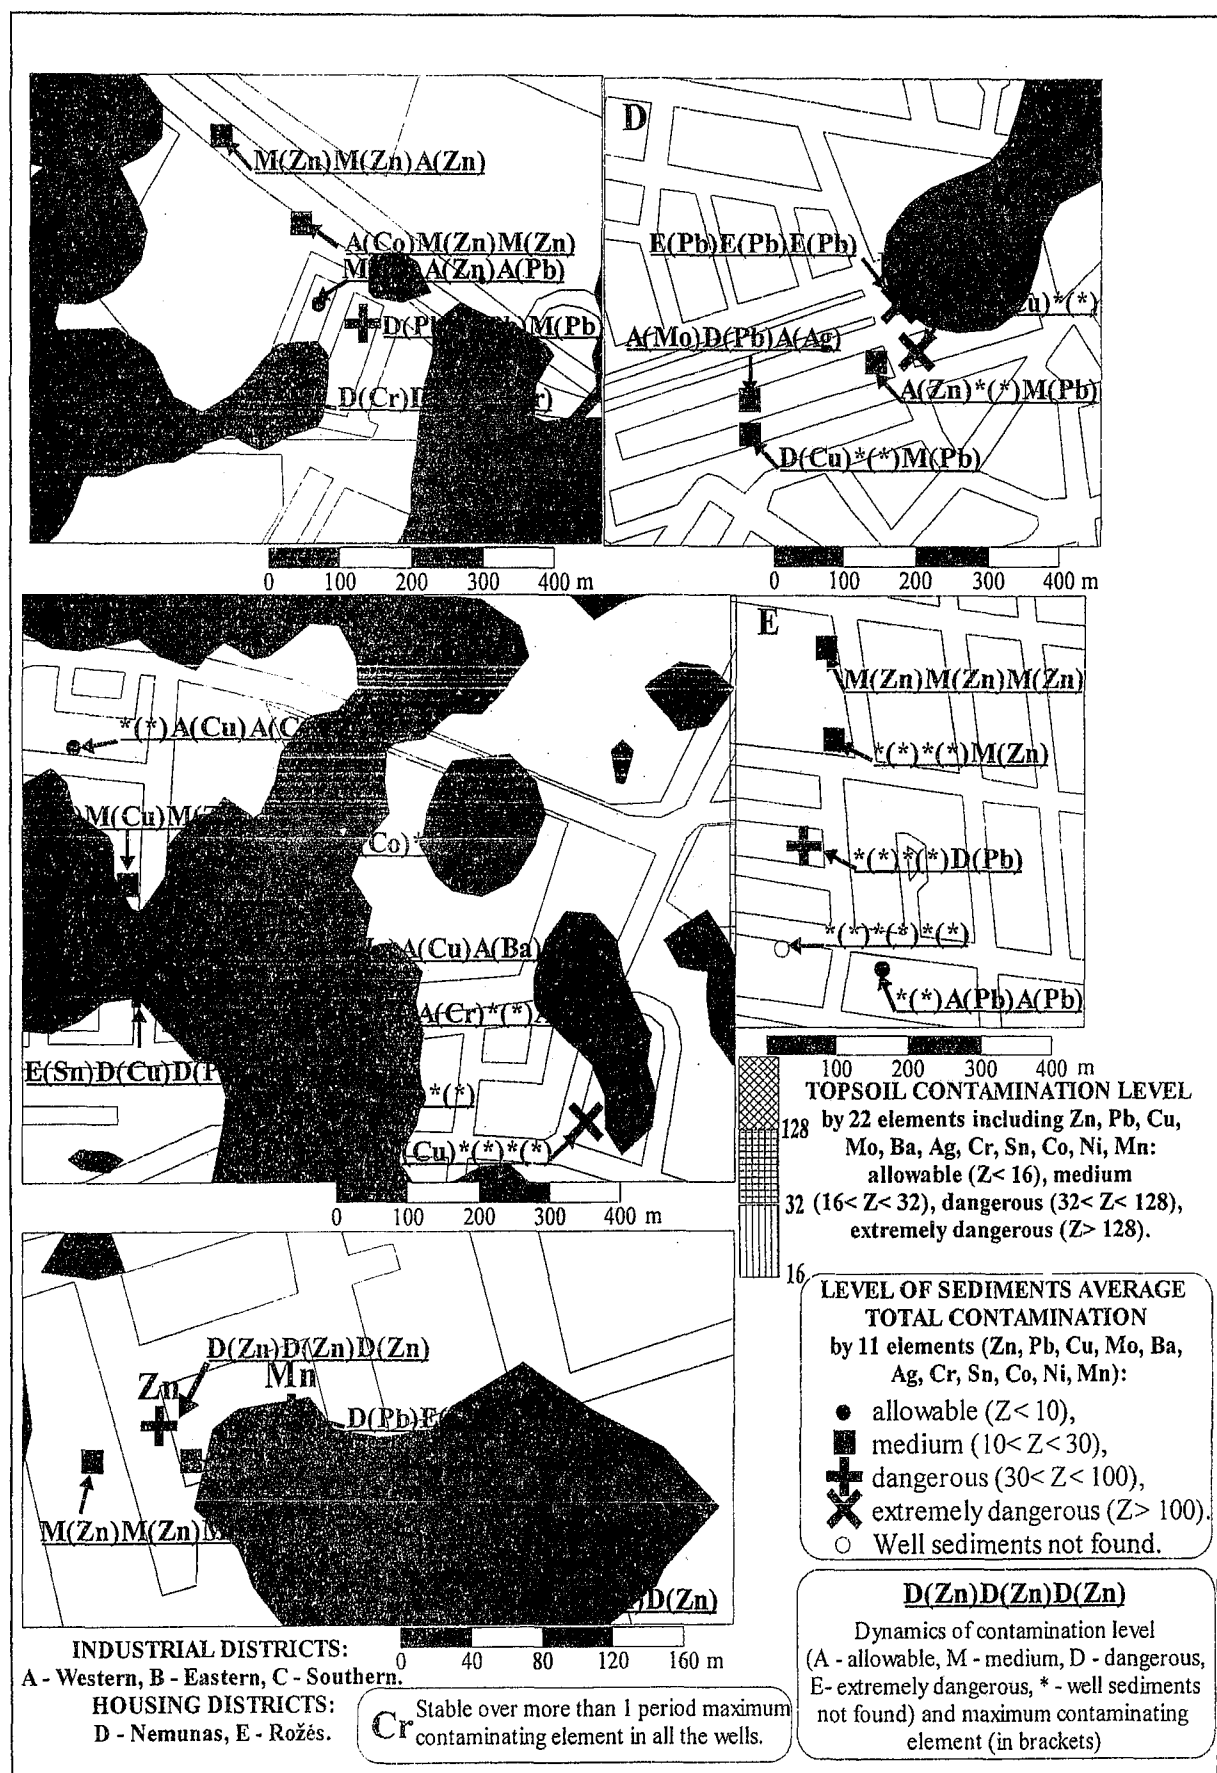 M(Zn)M(Zn)A(Zn)
A(Co)M(Zn)M(Zn)
A(Zn)A(Pb)
M(Pb)
D(Cr)
0 100 200 300 400 m
D
E(Pb)E(Pb)E(Pb)
*(*)
A(Mo)D(Pb)A(Ag)
A(Zn)*(*)M(Pb)
D(Cu)*(*)M(Pb)
0 100 200 300 400 m
*(*)A(Cu)
M(Cu)
(Co)
A(Cu)A(Ba)
A(Cr)*(*)
E(Sn)D(Cu)
*(*)
Cu)*(*)*(*)
0 100 200 300 400 m
E
M(Zn)M(Zn)M(Zn)
*(*)*(*)M(Zn)
*(*)*(*)D(Pb)
*(*)*(*)*(*)
*(*)A(Pb)A(Pb)
0 100 200 300 400 m
128
32
16
TOPSOIL CONTAMINATION LEVEL
by 22 elements including Zn, Pb, Cu,
Mo, Ba, Ag, Cr, Sn, Co, Ni, Mn:
allowable (Z< 16), medium
(16< Z< 32), dangerous (32< Z< 128),
extremely dangerous (Z> 128).
D(Zn)D(Zn)D(Zn)
Zn
Mn
D(Pb)
M(Zn)M(Zn)
D(Zn)
0 40 80 120 160 m
LEVEL OF SEDIMENTS AVERAGE
TOTAL CONTAMINATION
by 11 elements (Zn, Pb, Cu, Mo, Ba,
Ag, Cr, Sn, Co, Ni, Mn):
allowable (Z< 10),
medium (10< Z< 30),
dangerous (30< Z< 100),
extremely dangerous (Z> 100).
Well sediments not found.
INDUSTRIAL DISTRICTS:
A - Western, B - Eastern, C - Southern.
HOUSING DISTRICTS:
D - Nemunas, E - Rožés.
Cr Stable over more than 1 period maximum
contaminating element in all the wells.
D(Zn)D(Zn)D(Zn)
Dynamics of contamination level
(A - allowable, M - medium, D - dangerous,
E- extremely dangerous, * - well sediments
not found) and maximum contaminating
element (in brackets)